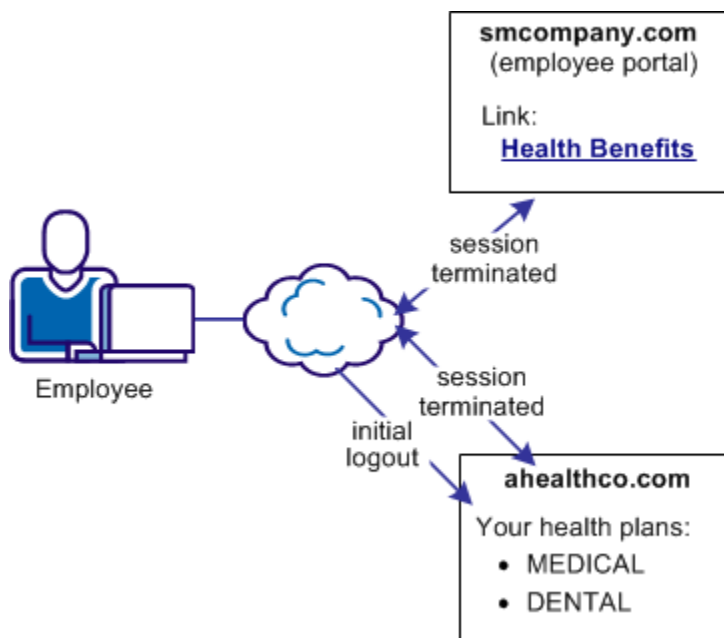 smcompany.com
(employee portal)
Link:
Health Benefits
session
terminated
Employee
session
terminated
initial
logout
ahealthco.com
Your health plans:
• MEDICAL
• DENTAL